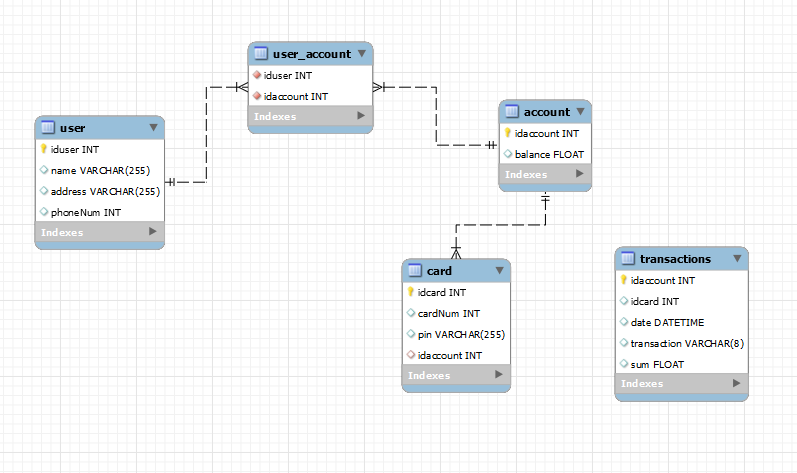 user_account
iduser INT
idaccount INT
Indexes
user
iduser INT
name VARCHAR(255)
address VARCHAR(255)
phoneNum INT
Indexes
account
idaccount INT
balance FLOAT
Indexes
card
idcard INT
cardNum INT
pin VARCHAR(255)
idaccount INT
Indexes
transactions
idaccount INT
idcard INT
date DATETIME
transaction VARCHAR(8)
sum FLOAT
Indexes